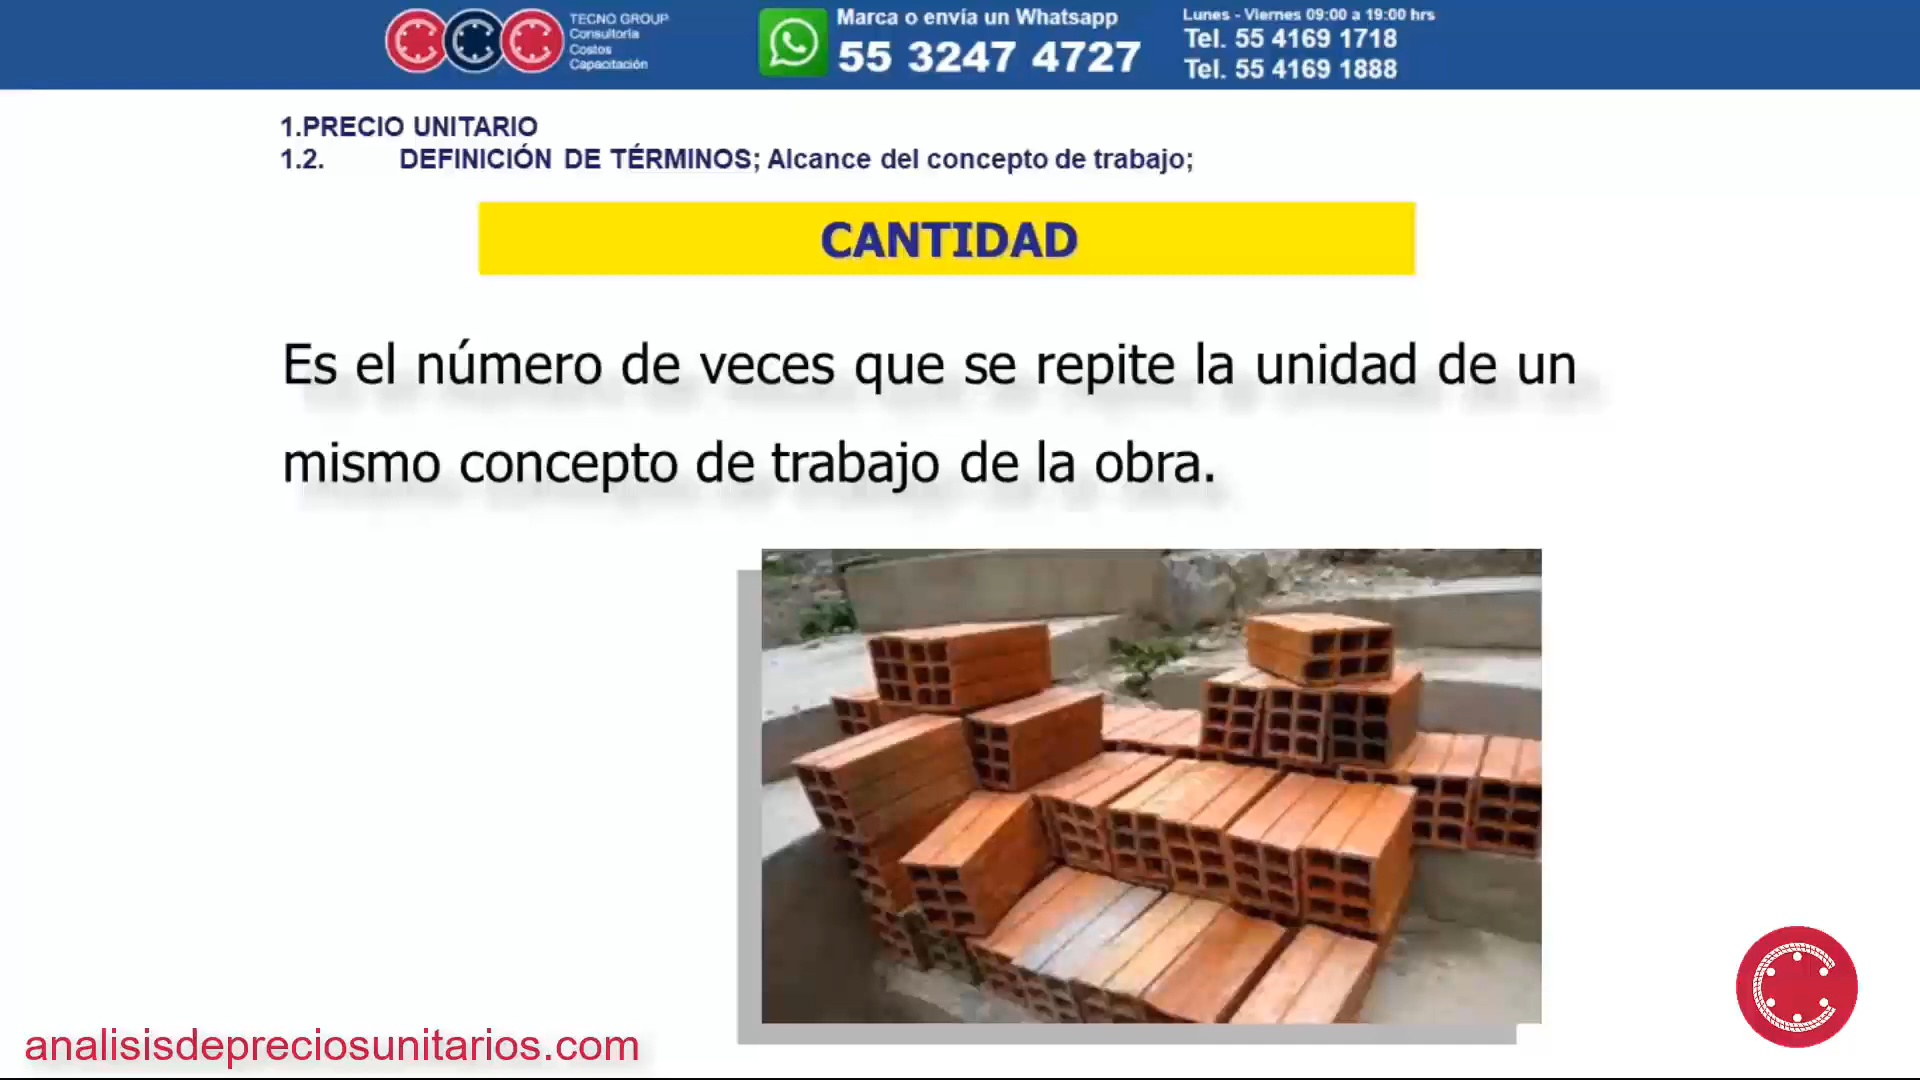 TECNO GROUP
Consultoría
Costos
Capacitación
Marca o envía un Whatsapp
55 3247 4727
Lunes - Viernes 09:00 a 19:00 hrs
Tel. 55 4169 1718
Tel. 55 4169 1888
1.PRECIO UNITARIO
1.2. DEFINICIÓN DE TÉRMINOS; Alcance del concepto de trabajo;
CANTIDAD
Es el número de veces que se repite la unidad de un
mismo concepto de trabajo de la obra.
analisisdepreciosunitarios.com